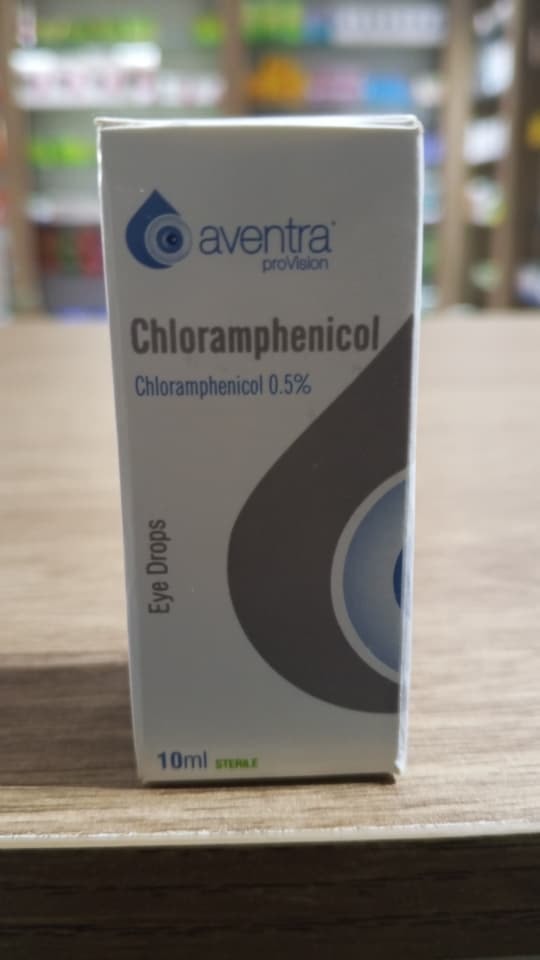 aventra
proVision
Chloramphenicol
Chloramphenicol 0.5%
Eye Drops
10ml STERILE